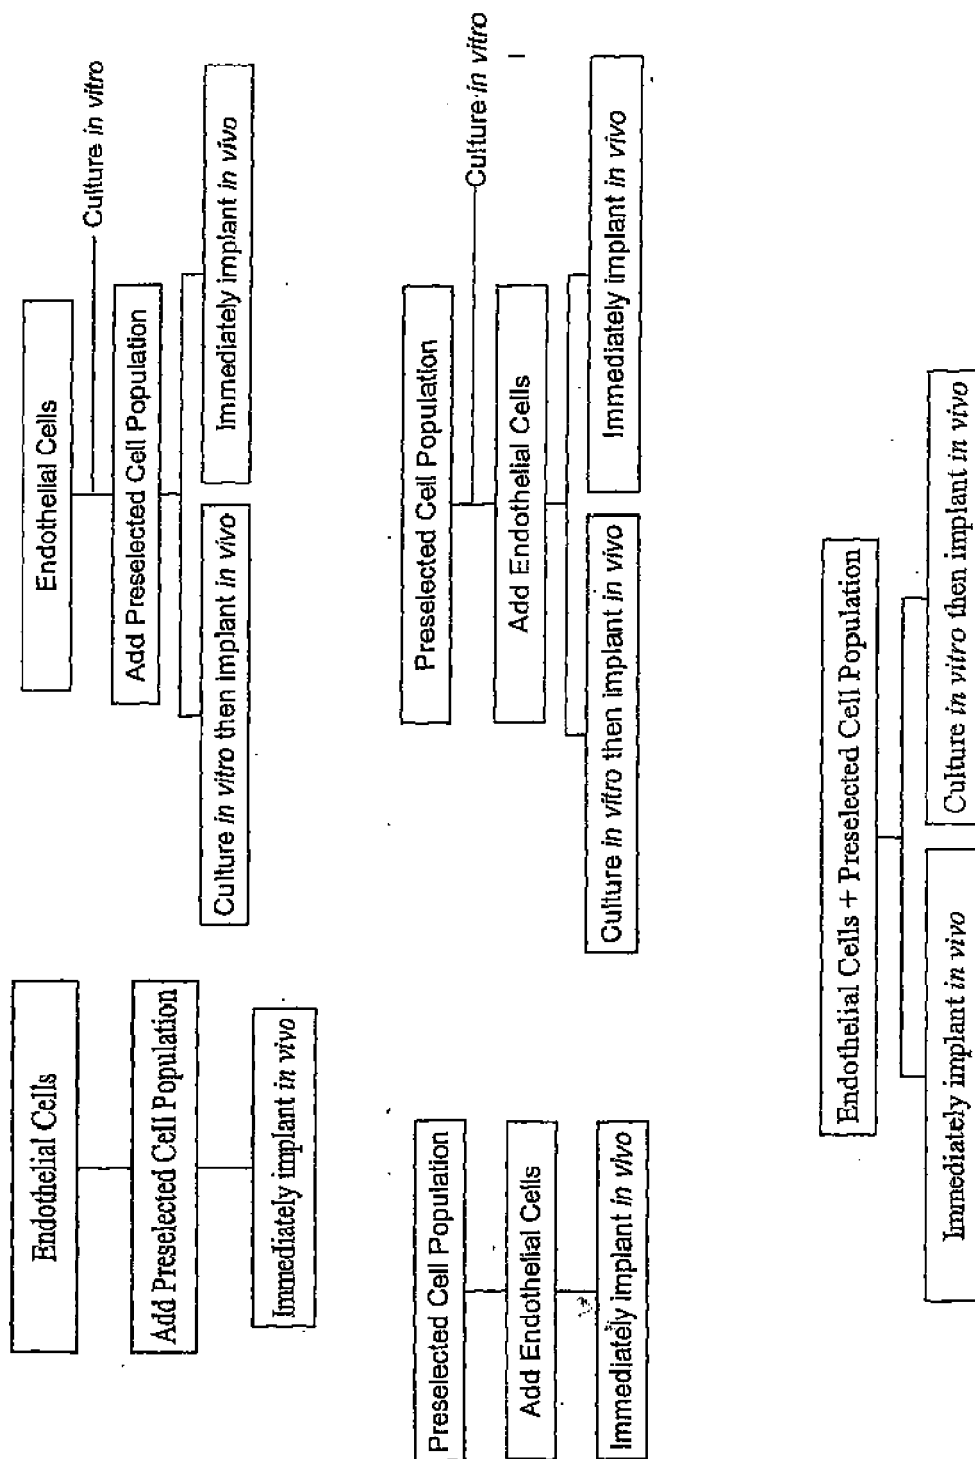 Endothelial Cells
Add Preselected Cell Population
Immediately implant in vivo
Endothelial Cells
Culture in vitro
Add Preselected Cell Population
Culture in vitro then implant in vivo
Immediately implant in vivo
Preselected Cell Population
Add Endothelial Cells
Immediately implant in vivo
Preselected Cell Population
Culture in vitro
Add Endothelial Cells
Culture in vitro then implant in vivo
Immediately implant in vivo
Endothelial Cells + Preselected Cell Population
Immediately implant in vivo
Culture in vitro then implant in vivo